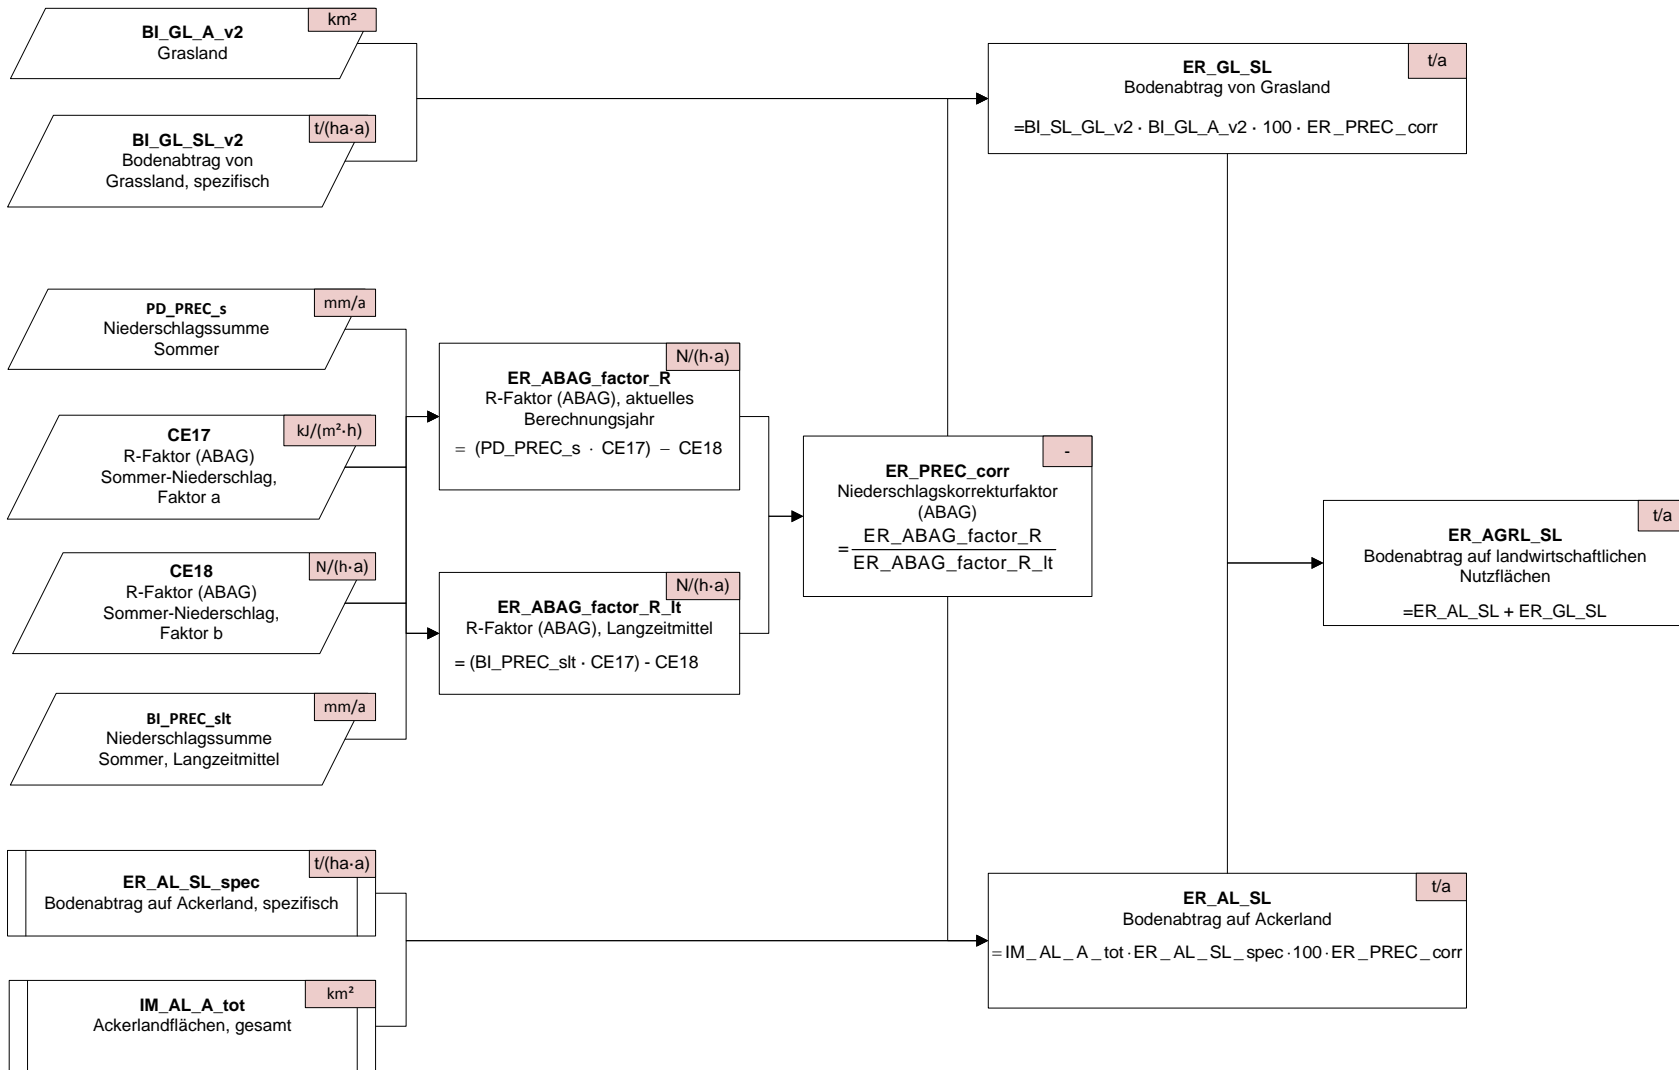 km²
BI_GL_A_v2
Grasland
t/(ha·a)
BI_GL_SL_v2
Bodenabtrag von
Grassland, spezifisch
t/a
ER_GL_SL
Bodenabtrag von Grasland
=BI_SL_GL_v2 · BI_GL_A_v2 · 100 · ER_PREC_corr
mm/a
PD_PREC_s
Niederschlagssumme
Sommer
kJ/(m²·h)
CE17
R-Faktor (ABAG)
Sommer-Niederschlag,
Faktor a
N/(h·a)
CE18
R-Faktor (ABAG)
Sommer-Niederschlag,
Faktor b
mm/a
BI_PREC_slt
Niederschlagssumme
Sommer, Langzeitmittel
N/(h·a)
ER_ABAG_factor_R
R-Faktor (ABAG), aktuelles
Berechnungsjahr
= (PD_PREC_s · CE17) − CE18
N/(h·a)
ER_ABAG_factor_R_lt
R-Faktor (ABAG), Langzeitmittel
= (BI_PREC_slt · CE17) - CE18
-
ER_PREC_corr
Niederschlagskorrekturfaktor
(ABAG)
= ER_ABAG_factor_R
ER_ABAG_factor_R_lt
t/a
ER_AGRL_SL
Bodenabtrag auf landwirtschaftlichen
Nutzflächen
=ER_AL_SL + ER_GL_SL
t/(ha·a)
ER_AL_SL_spec
Bodenabtrag auf Ackerland, spezifisch
km²
IM_AL_A_tot
Ackerlandflächen, gesamt
t/a
ER_AL_SL
Bodenabtrag auf Ackerland
=IM_AL_A_tot·ER_AL_SL_spec·100·ER_PREC_corr